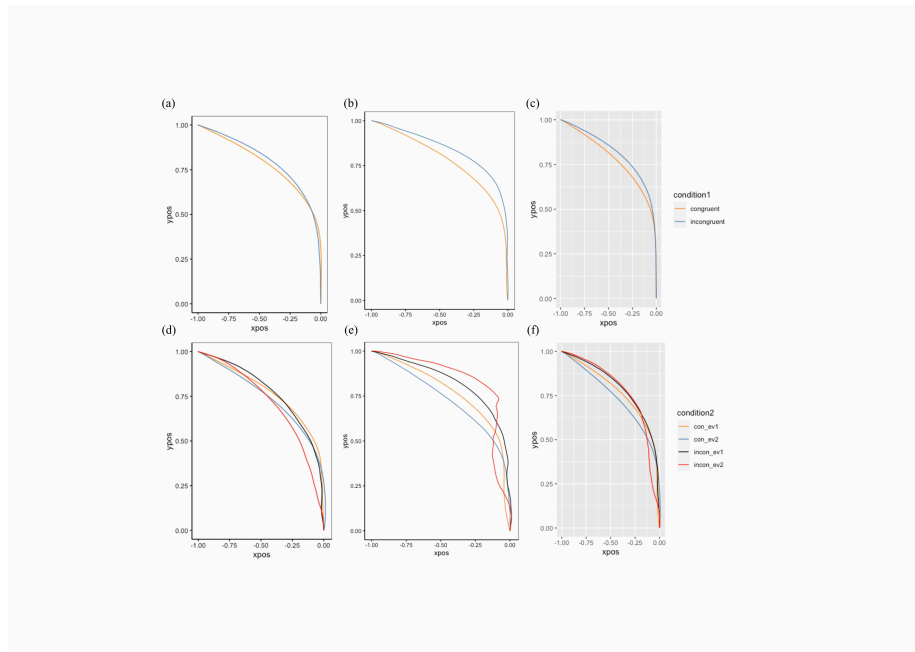 (a)
(b)
(c)
1.00
0.75
0.50
0.25
0.00
ypos
-1.00
-0.75
-0.50
-0.25
0.00
xpos
1.00
0.75
0.50
0.25
0.00
ypos
-1.00
-0.75
-0.50
-0.25
0.00
xpos
1.00
0.75
0.50
0.25
0.00
ypos
-1.00
-0.75
-0.50
-0.25
0.00
xpos
condition1
congruent
incongruent
(d)
(e)
(f)
1.00
0.75
0.50
0.25
0.00
ypos
-1.00
-0.75
-0.50
-0.25
0.00
xpos
1.00
0.75
0.50
0.25
0.00
ypos
-1.00
-0.75
-0.50
-0.25
0.00
xpos
1.00
0.75
0.50
0.25
0.00
ypos
-1.00
-0.75
-0.50
-0.25
0.00
xpos
condition2
con_ev1
con_ev2
incon_ev1
incon_ev2